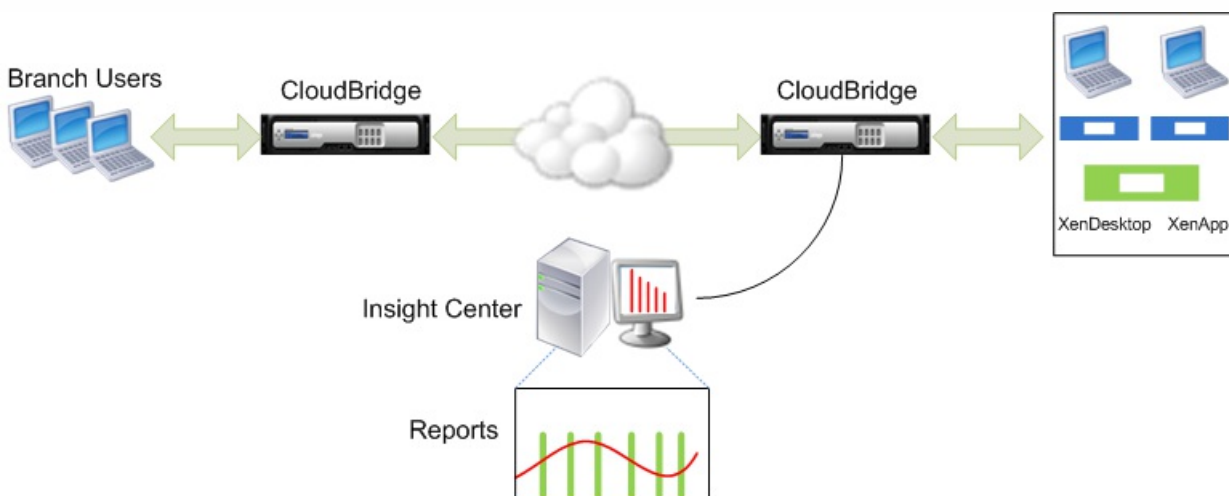 Branch Users
CloudBridge
CloudBridge
XenDesktop XenApp
Insight Center
Reports